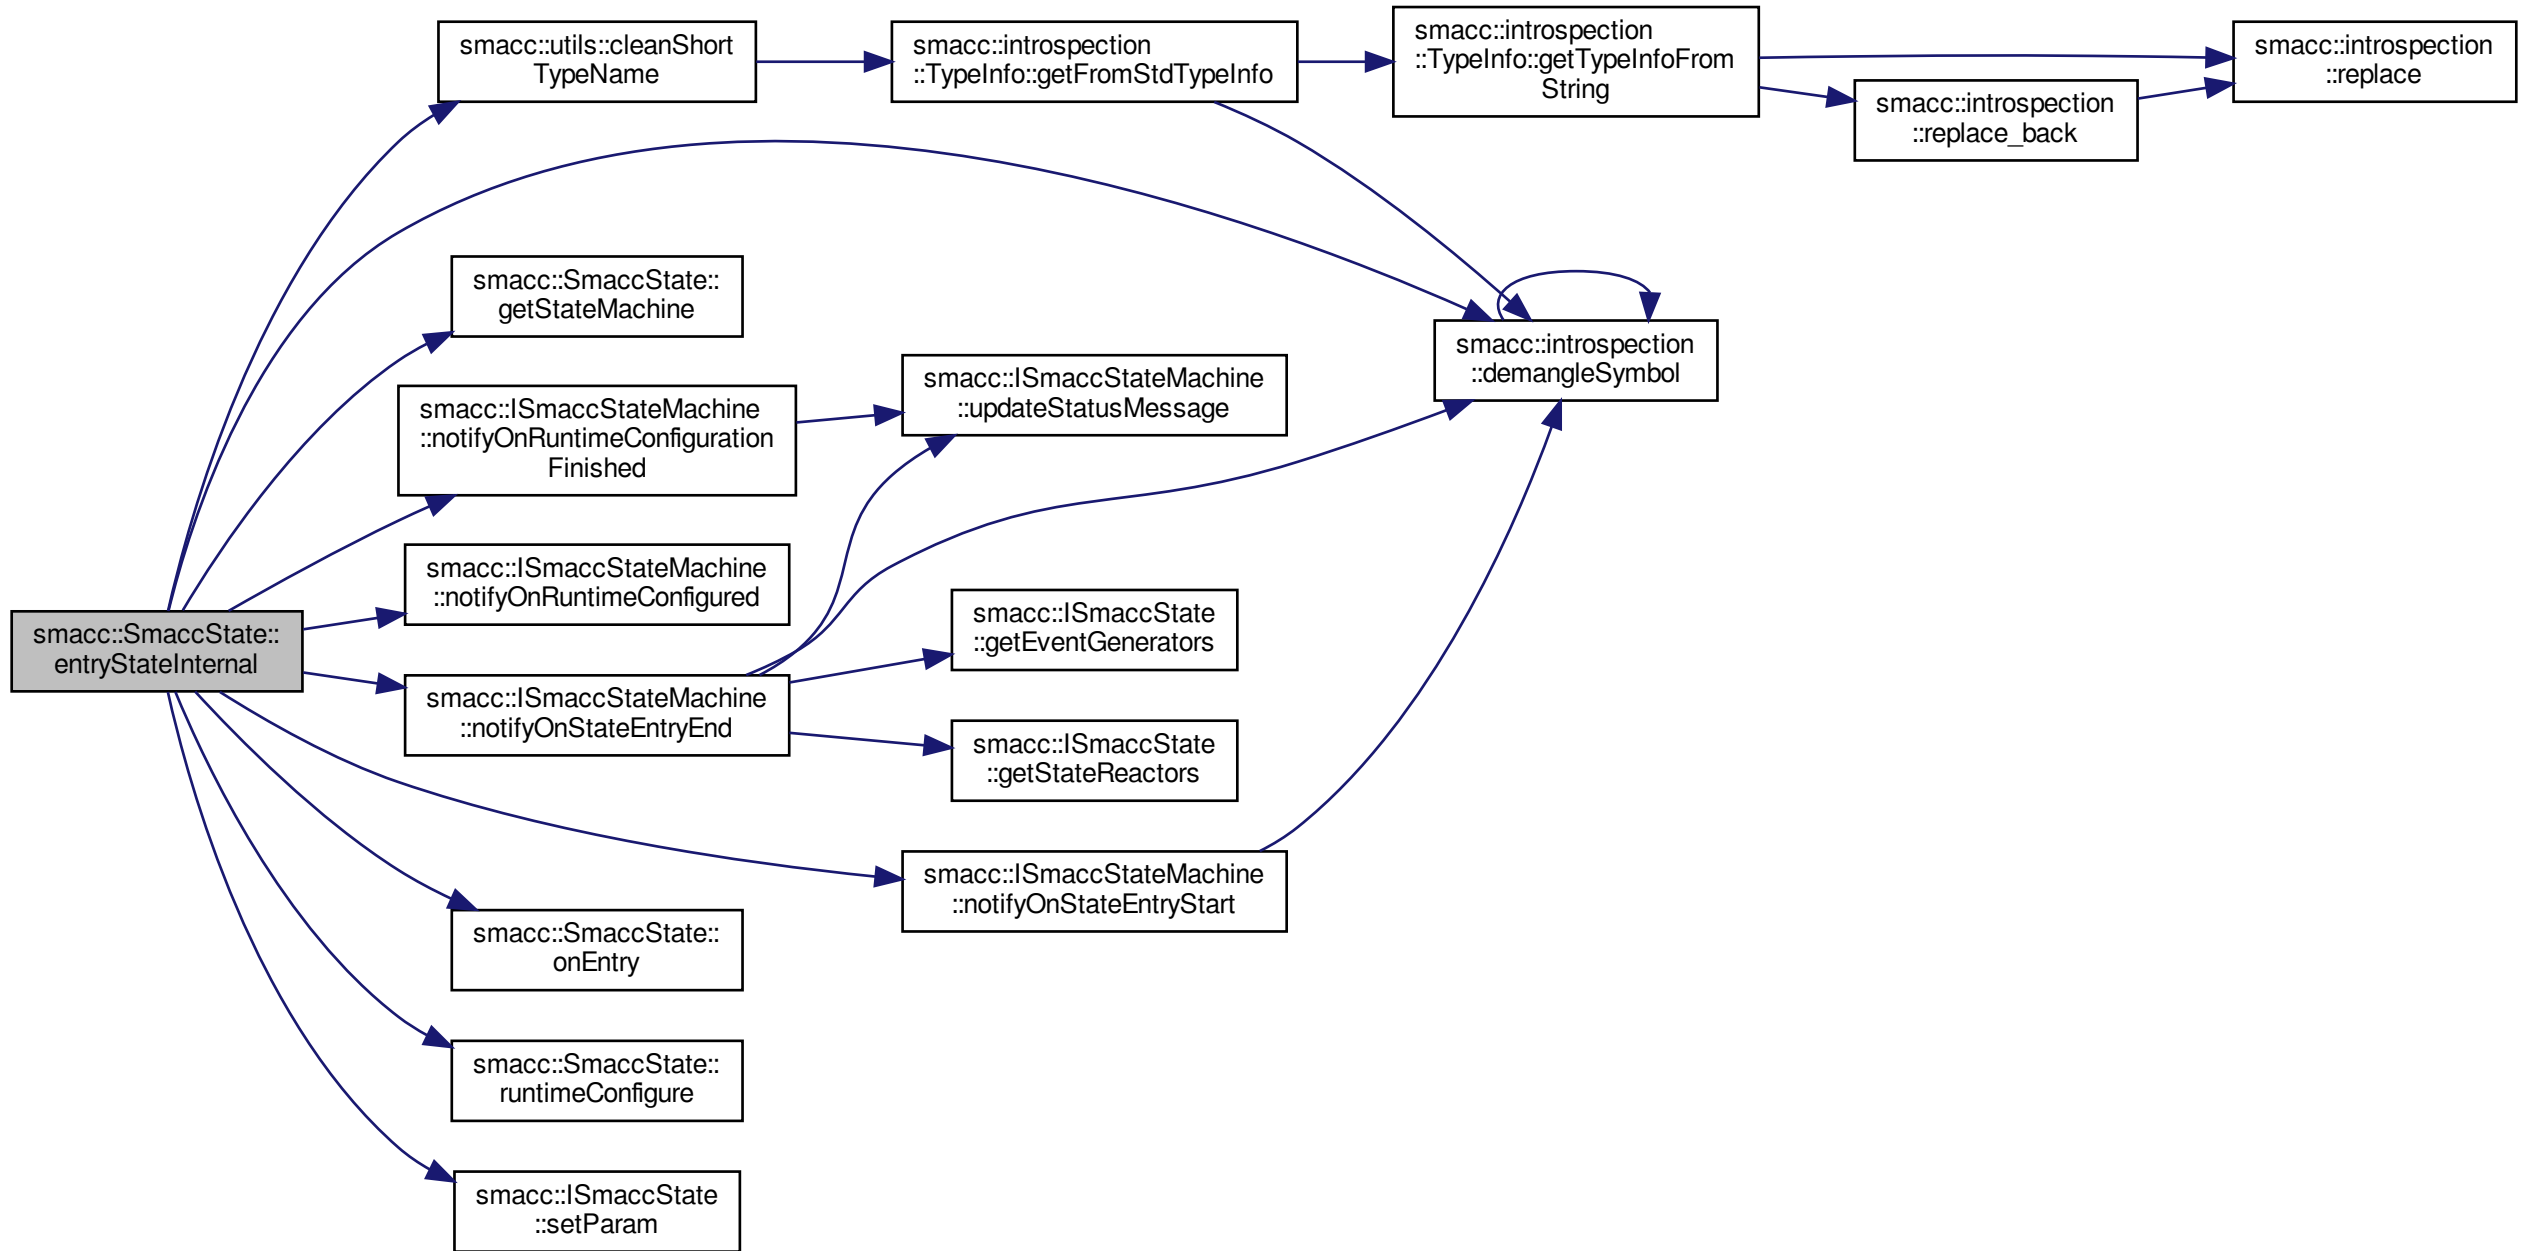 smacc::utils::cleanShort
TypeName
smacc::introspection
::TypeInfo::getFromStdTypeInfo
smacc::introspection
::TypeInfo::getTypeInfoFrom
String
smacc::introspection
::replace
smacc::introspection
::replace_back
smacc::SmaccState::
getStateMachine
smacc::introspection
::demangleSymbol
smacc::ISmaccStateMachine
::updateStatusMessage
smacc::ISmaccStateMachine
::notifyOnRuntimeConfiguration
Finished
smacc::ISmaccStateMachine
::notifyOnRuntimeConfigured
smacc::SmaccState::
entryStateInternal
smacc::ISmaccState
::getEventGenerators
smacc::ISmaccStateMachine
::notifyOnStateEntryEnd
smacc::ISmaccState
::getStateReactors
smacc::ISmaccStateMachine
::notifyOnStateEntryStart
smacc::SmaccState::
onEntry
smacc::SmaccState::
runtimeConfigure
smacc::ISmaccState
::setParam